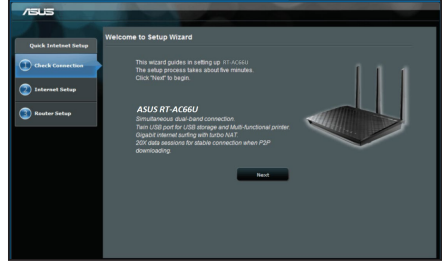 ASUS
Quick Internet Setup
1 Check Connection
2 Internet Setup
3 Router Setup
Welcome to Setup Wizard
This wizard guides in setting up RT-AC66U
The setup process takes about five minutes.
Click "Next" to begin.
ASUS RT-AC66U
Simultaneous dual-band connection.
Twin USB port for USB storage and Multi-functional printer.
Gigabit internet surfing with turbo NAT.
20X data sessions for stable connection when P2P
downloading.
Next